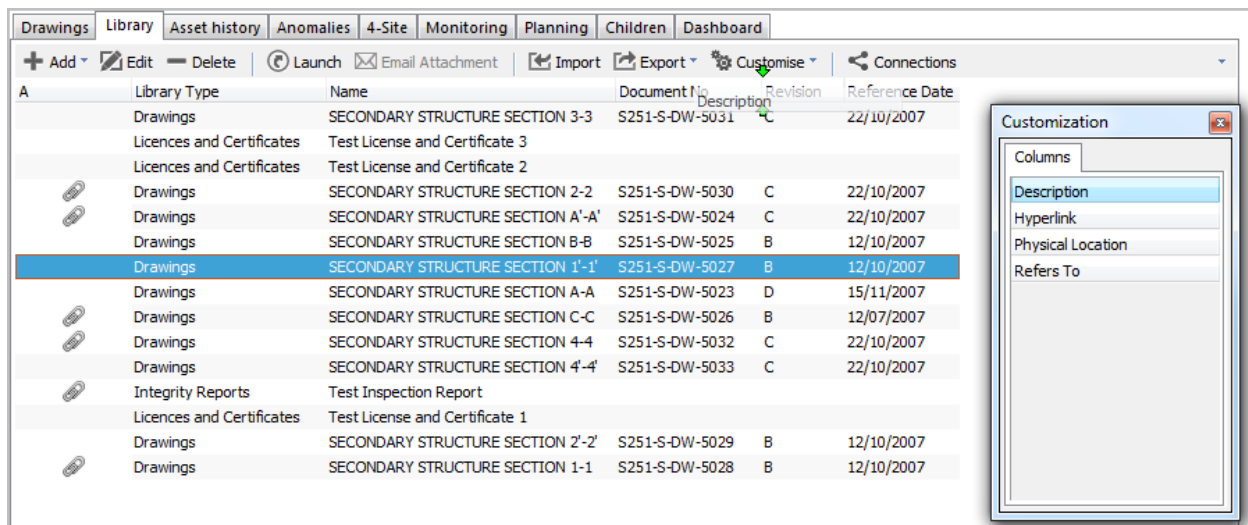 Drawings Library Asset history Anomalies 4-Site Monitoring Planning Children Dashboard
Add Edit Delete Launch Email Attachment Import Export Customise Connections
A Library Type Name Document No Revision Reference Date
Description
Drawings SECONDARY STRUCTURE SECTION 3-3 S251-S-DW-5031 C 22/10/2007
Licences and Certificates Test License and Certificate 3
Licences and Certificates Test License and Certificate 2
Drawings SECONDARY STRUCTURE SECTION 2-2 S251-S-DW-5030 C 22/10/2007
Drawings SECONDARY STRUCTURE SECTION A'-A' S251-S-DW-5024 C 22/10/2007
Drawings SECONDARY STRUCTURE SECTION B-B S251-S-DW-5025 B 12/10/2007
Drawings SECONDARY STRUCTURE SECTION 1'-1' S251-S-DW-5027 B 12/10/2007
Drawings SECONDARY STRUCTURE SECTION A-A S251-S-DW-5023 D 15/11/2007
Drawings SECONDARY STRUCTURE SECTION C-C S251-S-DW-5026 B 12/07/2007
Drawings SECONDARY STRUCTURE SECTION 4-4 S251-S-DW-5032 C 22/10/2007
Drawings SECONDARY STRUCTURE SECTION 4'-4' S251-S-DW-5033 C 22/10/2007
Integrity Reports Test Inspection Report
Licences and Certificates Test License and Certificate 1
Drawings SECONDARY STRUCTURE SECTION 2'-2' S251-S-DW-5029 B 12/10/2007
Drawings SECONDARY STRUCTURE SECTION 1-1 S251-S-DW-5028 B 12/10/2007
Customization
Columns
Description
Hyperlink
Physical Location
Refers To